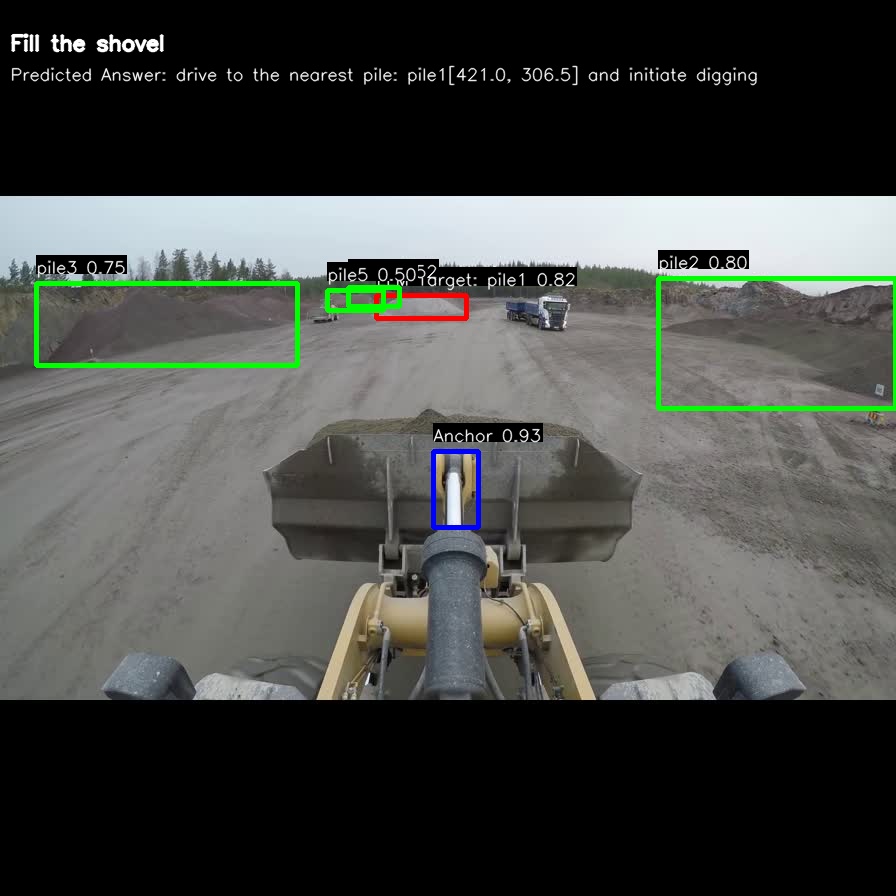 Fill the shovel
Predicted Answer: drive to the nearest pile: pile1[421.0, 306.5] and initiate digging
pile2 0.80
pile3 0.75
pile5 0.50
52
Target: pile1 0.82
Anchor 0.93